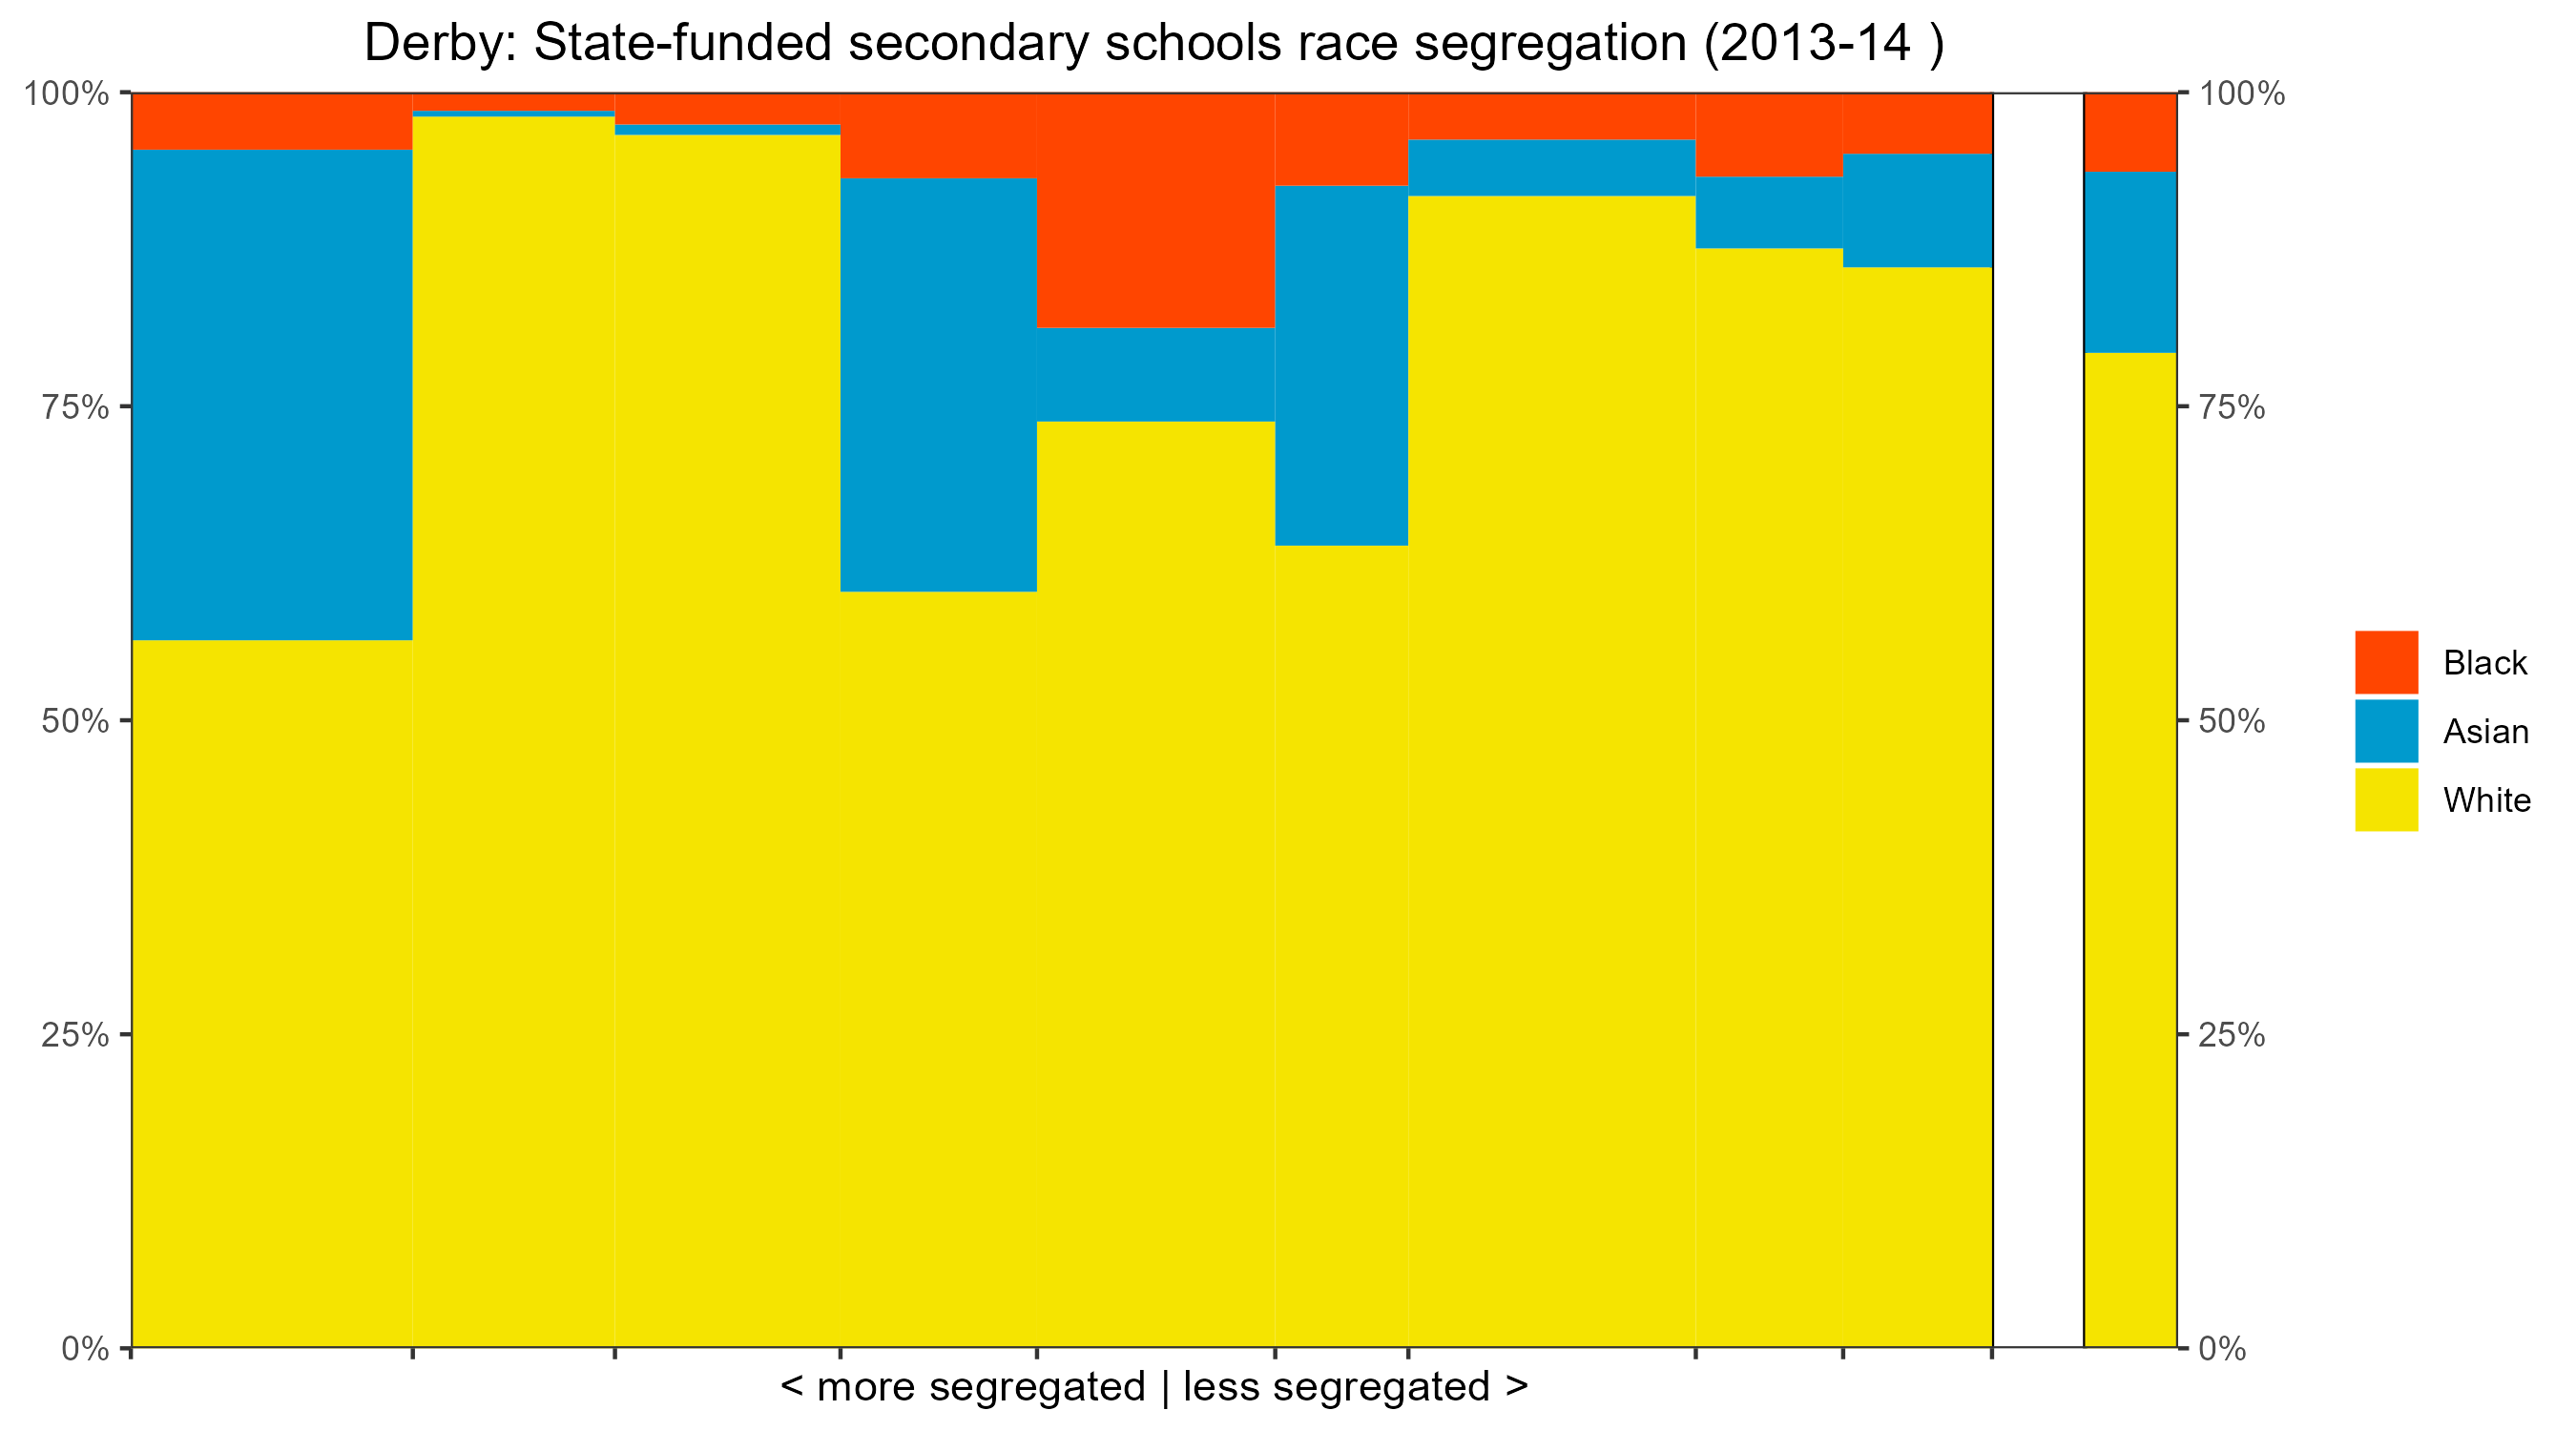 Derby: State-funded secondary schools race segregation (2013-14 )
100%
75%
50%
25%
0%
100%
75%
50%
25%
0%
Black
Asian
White
< more segregated | less segregated >